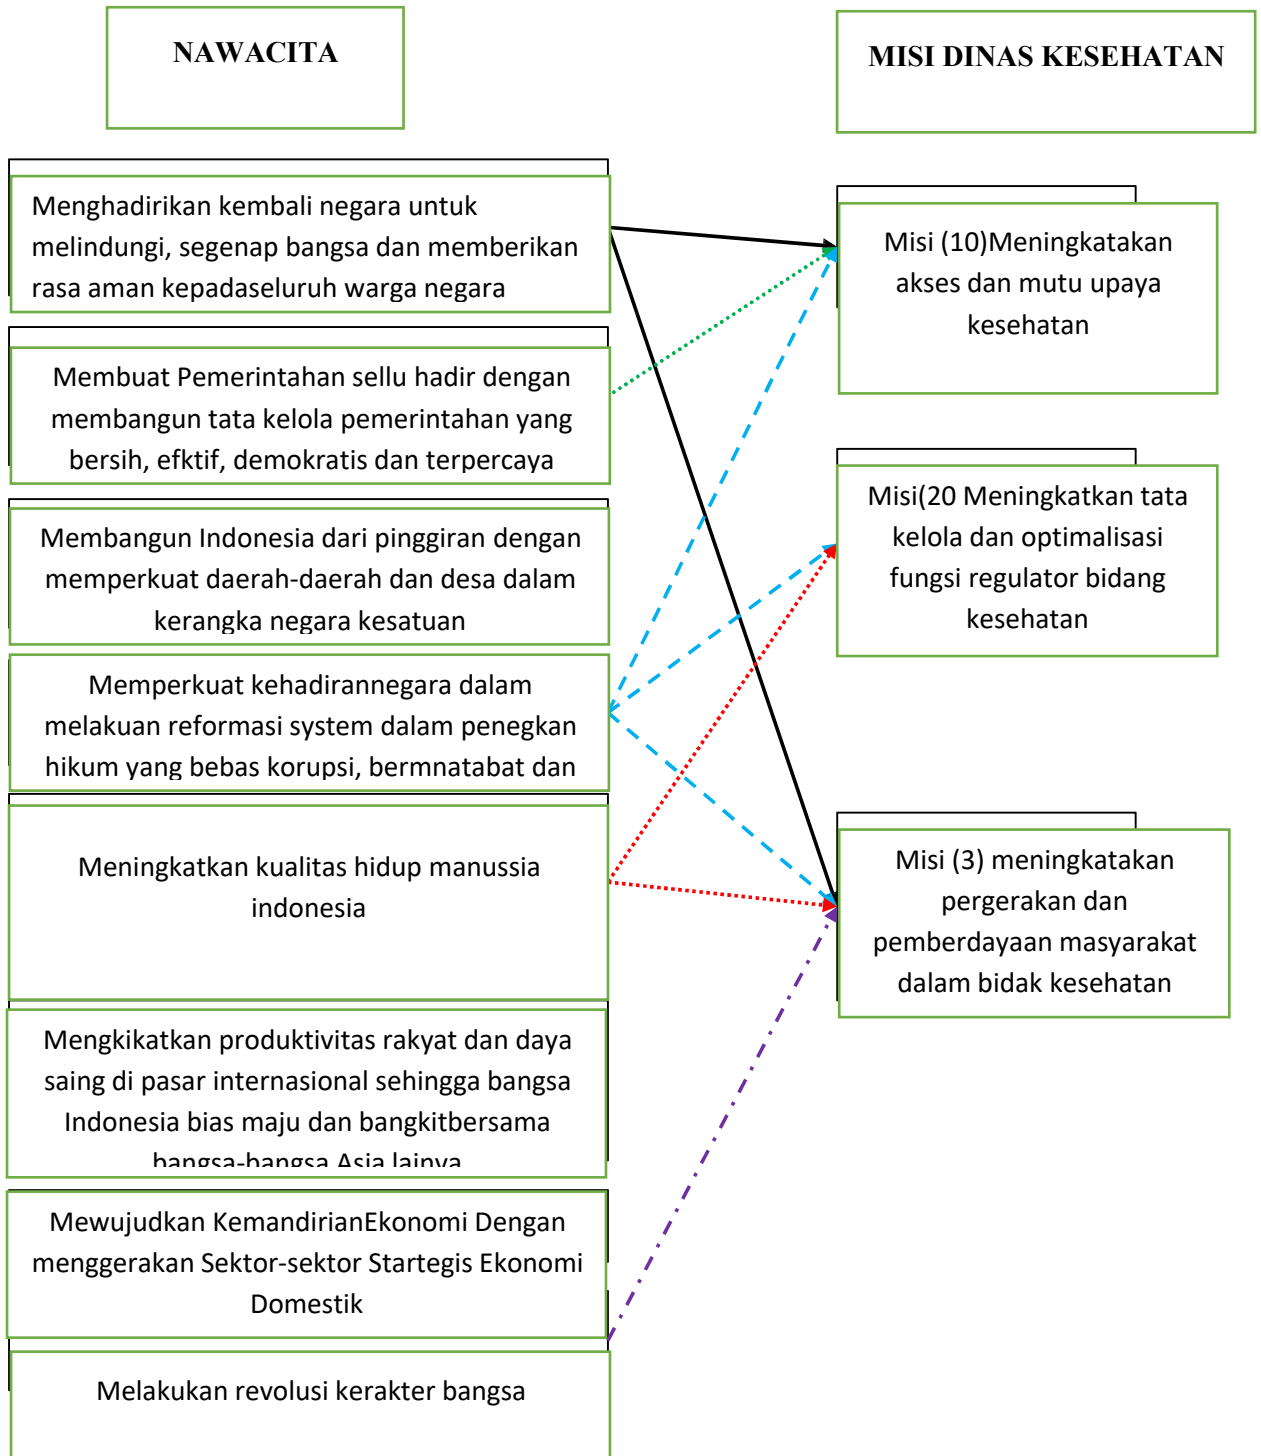 NAWACITA
MISI DINAS KESEHATAN
Menghadirikan kembali negara untuk
melindungi, segenap bangsa dan memberikan
rasa aman kepadaseluruh warga negara
Membuat Pemerintahan sellu hadir dengan
membangun tata kelola pemerintahan yang
bersih, efktif, demokratis dan terpercaya
Membangun Indonesia dari pinggiran dengan
memperkuat daerah-daerah dan desa dalam
kerangka negara kesatuan
Memperkuat kehadirannegara dalam
melakuan reformasi system dalam penegkan
hikum yang bebas korupsi, bermnatabat dan
Meningkatkan kualitas hidup manussia
indonesia
Mengkikatkan produktivitas rakyat dan daya
saing di pasar internasional sehingga bangsa
Indonesia bias maju dan bangkitbersama
bangsa-bangsa Asia lainya
Mewujudkan KemandirianEkonomi Dengan
menggerakan Sektor-sektor Startegis Ekonomi
Domestik
Melakukan revolusi kerakter bangsa
Misi (10)Meningkatakan
akses dan mutu upaya
kesehatan
Misi(20 Meningkatkan tata
kelola dan optimalisasi
fungsi regulator bidang
kesehatan
Misi (3) meningkatakan
pergerakan dan
pemberdayaan masyarakat
dalam bidak kesehatan